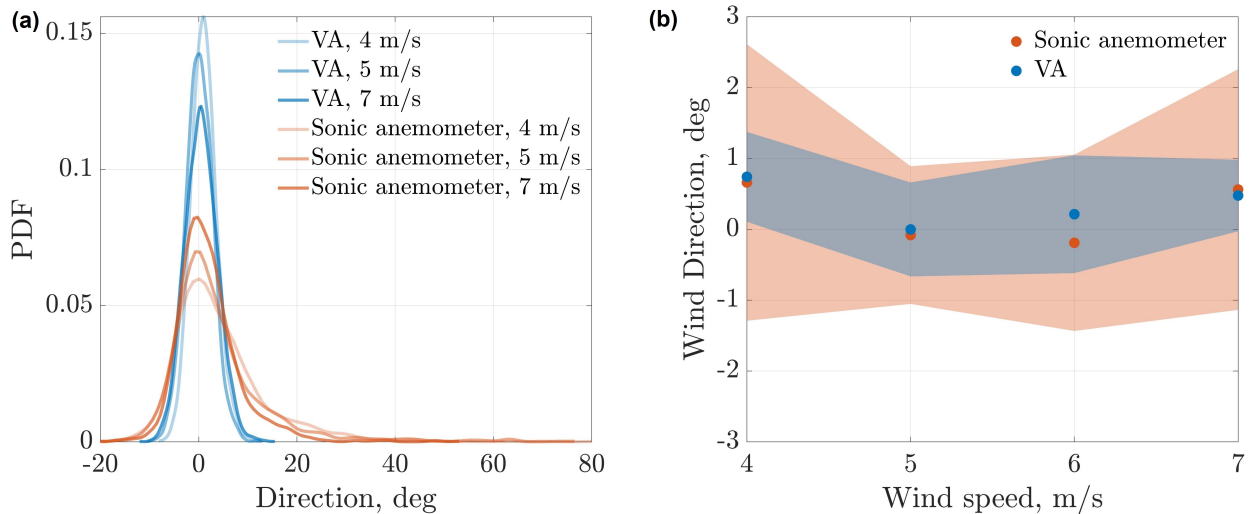 (a)
0.15
0.1
0.05
0
PDF
-20
0
20
40
60
80
Direction, deg
VA, 4 m/s
VA, 5 m/s
VA, 7 m/s
Sonic anemometer, 4 m/s
Sonic anemometer, 5 m/s
Sonic anemometer, 7 m/s
(b)
3
2
1
0
-1
-2
-3
Wind Direction, deg
4
5
6
7
Wind speed, m/s
Sonic anemometer
VA